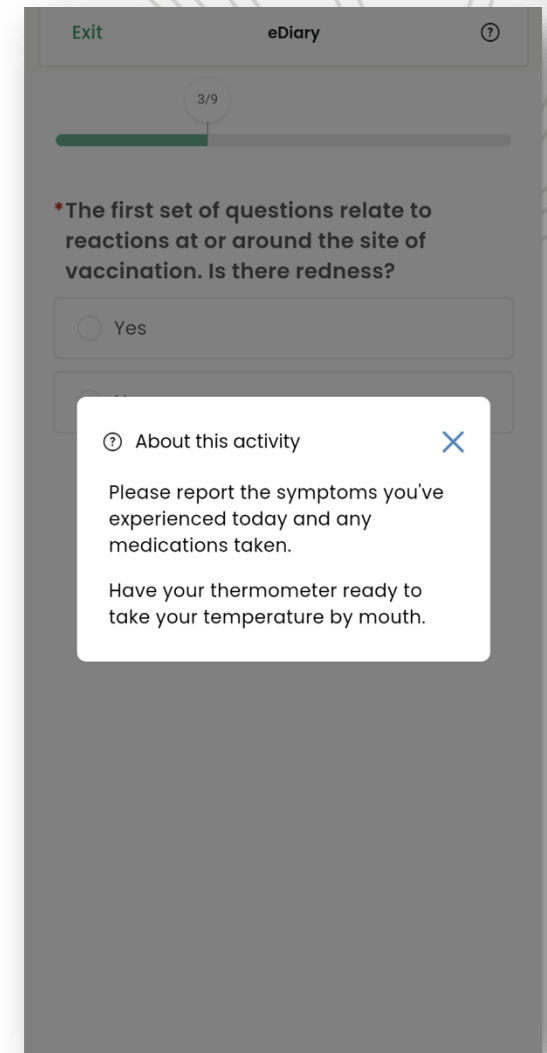 Exit eDiary ?
3/9
*The first set of questions relate to
reactions at or around the site of
vaccination. Is there redness?
Yes
? About this activity
Please report the symptoms you've
experienced today and any
medications taken.
Have your thermometer ready to
take your temperature by mouth.